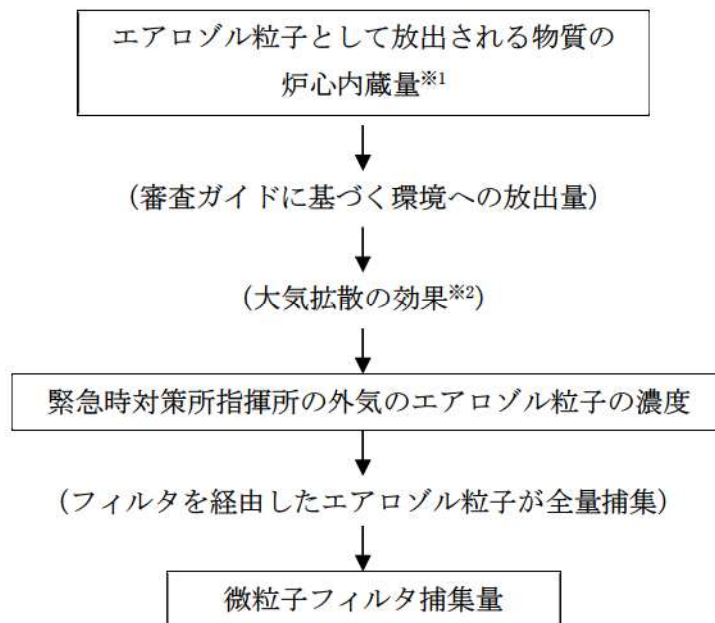 エアロゾル粒子として放出される物質の
炉心内蔵量※1
(審査ガイドに基づく環境への放出量)
(大気拡散の効果※2)
緊急時対策所指揮所の外気のエアロゾル粒子の濃度
(フィルタを経由したエアロゾル粒子が全量捕集)
微粒子フィルタ捕集量